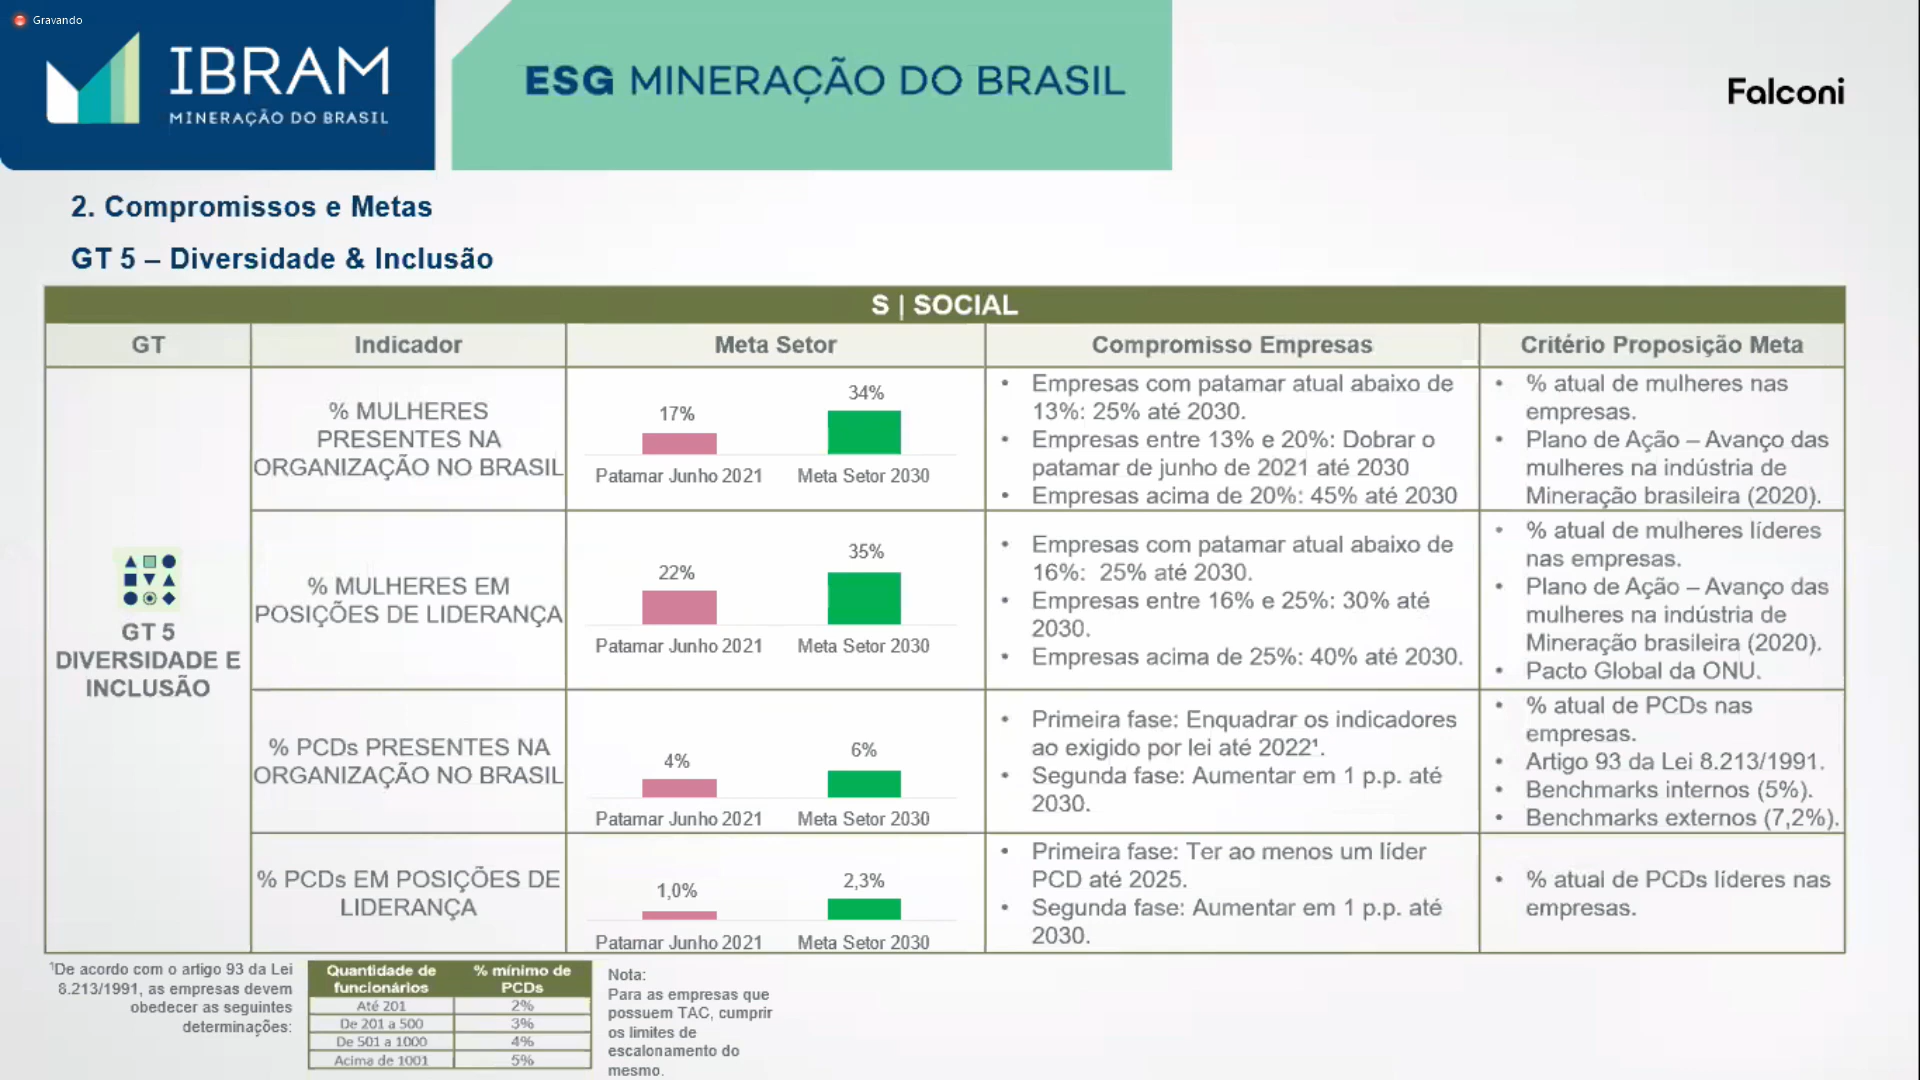 Gravando
IBRAM
MINERAÇÃO DO BRASIL
ESG MINERAÇÃO DO BRASIL
Falconi
2. Compromissos e Metas
GT 5 – Diversidade & Inclusão
S | SOCIAL
GT
Indicador
Meta Setor
Compromisso Empresas
Critério Proposição Meta
GT 5
DIVERSIDADE E
INCLUSÃO
% MULHERES
PRESENTES NA
ORGANIZAÇÃO NO BRASIL
17%
34%
Patamar Junho 2021
Meta Setor 2030
• Empresas com patamar atual abaixo de
13%: 25% até 2030.
• Empresas entre 13% e 20%: Dobrar o
patamar de junho de 2021 até 2030
• Empresas acima de 20%: 45% até 2030
• % atual de mulheres nas
empresas.
• Plano de Ação – Avanço das
mulheres na indústria de
Mineração brasileira (2020).
% MULHERES EM
POSIÇÕES DE LIDERANÇA
22%
35%
Patamar Junho 2021
Meta Setor 2030
• Empresas com patamar atual abaixo de
16%: 25% até 2030.
• Empresas entre 16% e 25%: 30% até
2030.
• Empresas acima de 25%: 40% até 2030.
• % atual de mulheres líderes
nas empresas.
• Plano de Ação – Avanço das
mulheres na indústria de
Mineração brasileira (2020).
• Pacto Global da ONU.
% PCDs PRESENTES NA
ORGANIZAÇÃO NO BRASIL
4%
6%
Patamar Junho 2021
Meta Setor 2030
• Primeira fase: Enquadrar os indicadores
ao exigido por lei até 2022¹.
• Segunda fase: Aumentar em 1 p.p. até
2030.
• % atual de PCDs nas
empresas.
• Artigo 93 da Lei 8.213/1991.
• Benchmarks internos (5%).
• Benchmarks externos (7,2%).
% PCDs EM POSIÇÕES DE
LIDERANÇA
1,0%
2,3%
Patamar Junho 2021
Meta Setor 2030
• Primeira fase: Ter ao menos um líder
PCD até 2025.
• Segunda fase: Aumentar em 1 p.p. até
2030.
• % atual de PCDs líderes nas
empresas.
¹De acordo com o artigo 93 da Lei
8.213/1991, as empresas devem
obedecer as seguintes
determinações:
Quantidade de
funcionários
% mínimo de
PCDs
Até 201
2%
De 201 a 500
3%
De 501 a 1000
4%
Acima de 1001
5%
Nota:
Para as empresas que
possuem TAC, cumprir
os limites de
escalonamento do
mesmo.